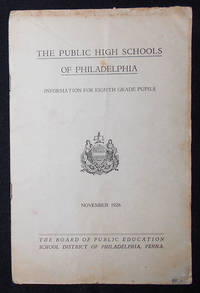 THE PUBLIC HIGH SCHOOLS
OF PHILADELPHIA
INFORMATION FOR EIGHTH GRADE PUPILS
NOVEMBER 1928
THE BOARD OF PUBLIC EDUCATION
SCHOOL DISTRICT OF PHILADELPHIA, PENNA.